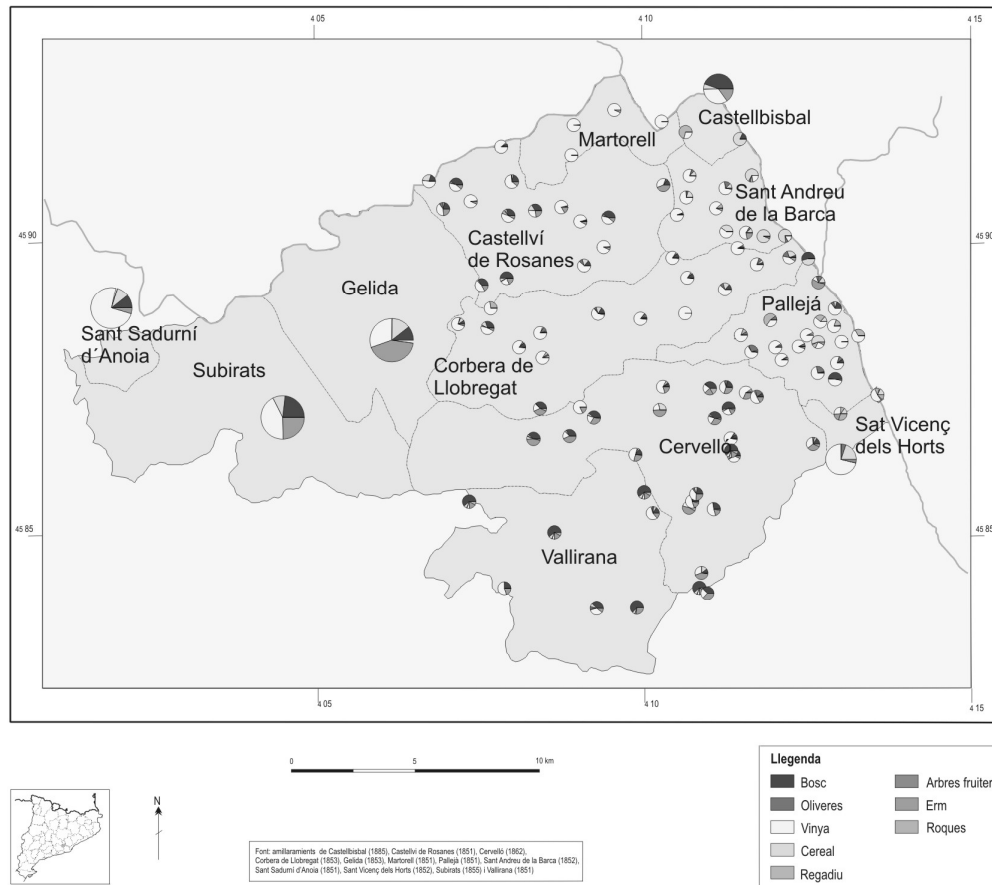 4 05
4 10
4 15
Castellbisbal
Martorell
Sant Andreu
de la Barca
45 90
45 90
Castellví
de Rosanes
Gelida
Pallejá
Sant Sadurní
d´Anoia
Subirats
Corbera de
Llobregat
Cervelló
Sat Vicenç
dels Horts
45 85
45 85
Vallirana
4 05
4 10
4 15
0
5
10 km
N
Font: amillaraments de Castellbisbal (1885), Castellvi de Rosanes (1851), Cervelló (1862),
Corbera de Llobregat (1853), Gelida (1853), Martorell (1851), Pallejà (1851), Sant Andreu de la Barca (1852),
Sant Sadurní d'Anoia (1851), Sant Vicenç dels Horts (1852), Subirats (1855) i Vallirana (1851)
Llegenda
Bosc
Oliveres
Vinya
Cereal
Regadiu
Arbres fruiter
Erm
Roques